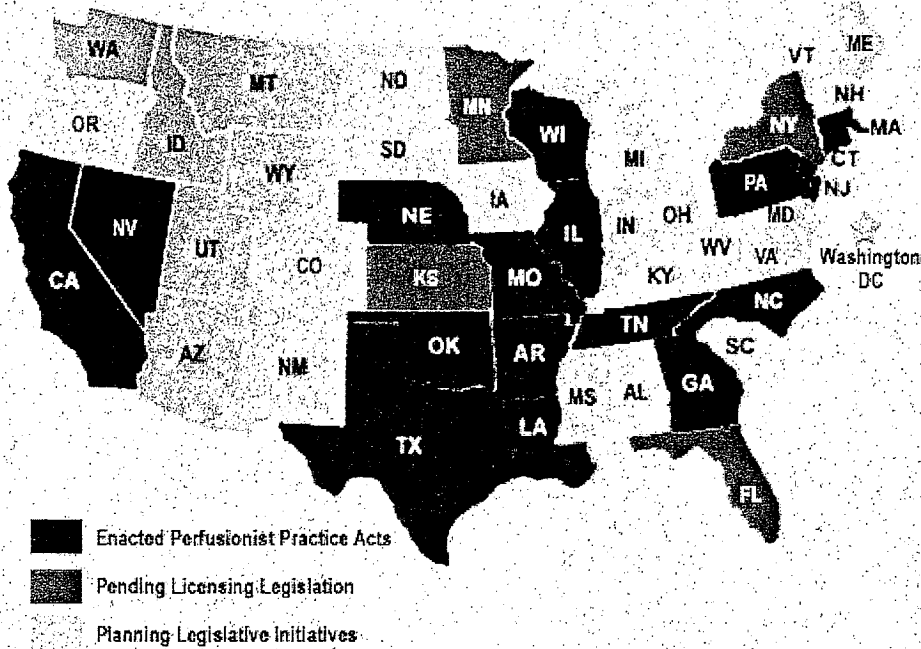 WA
MT
ND
MN
VT
ME
OR
ID
SD
WI
NY
NH
MA
WY
MI
CT
NV
NE
IA
PA
NJ
UT
CO
IL
IN
OH
MD
CA
KS
MO
WV
VA
Washington
DC
KY
AZ
NM
OK
AR
TN
NC
SC
TX
LA
MS
AL
GA
FL
Enacted Perfusionist Practice Acts
Pending Licensing Legislation
Planning Legislative Initiatives